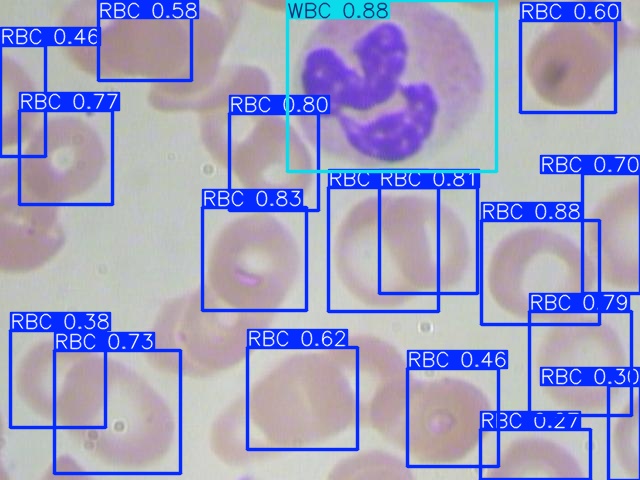 RBC 0.58
WBC 0.88
RBC 0.60
RBC 0.46
RBC 0.77
RBC 0.80
RBC 0.70
RBC RBC 0.81
RBC 0.83
RBC 0.88
RBC 0.79
RBC 0.38
RBC 0.73
RBC 0.62
RBC 0.46
RBC 0.30
RBC 0.27